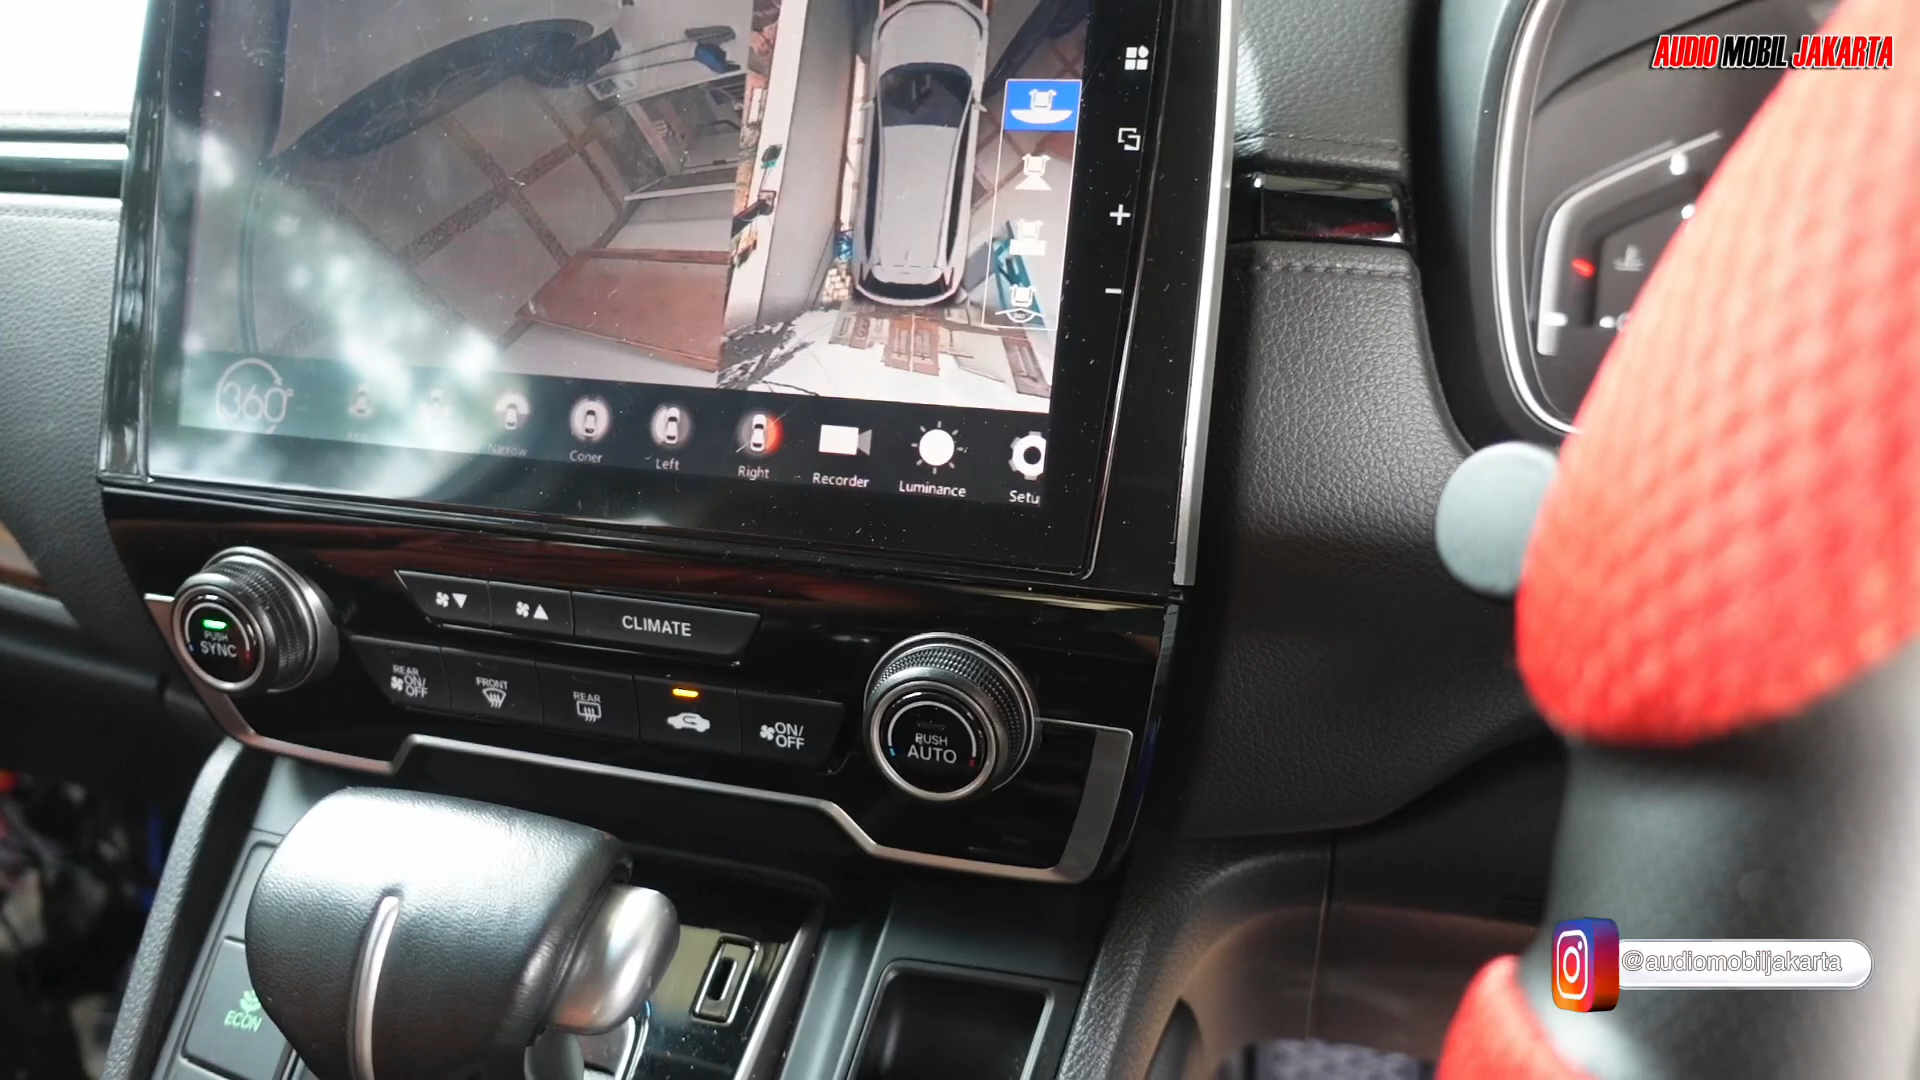 AUDIO MOBIL JAKARTA
360°
Narrow
Coner
Left
Right
Recorder
Luminance
Setu
PUSH
SYNC
CLIMATE
REAR
ON/
OFF
FRONT
REAR
ON/
OFF
PUSH
AUTO
ECON
@audiomobiljakarta